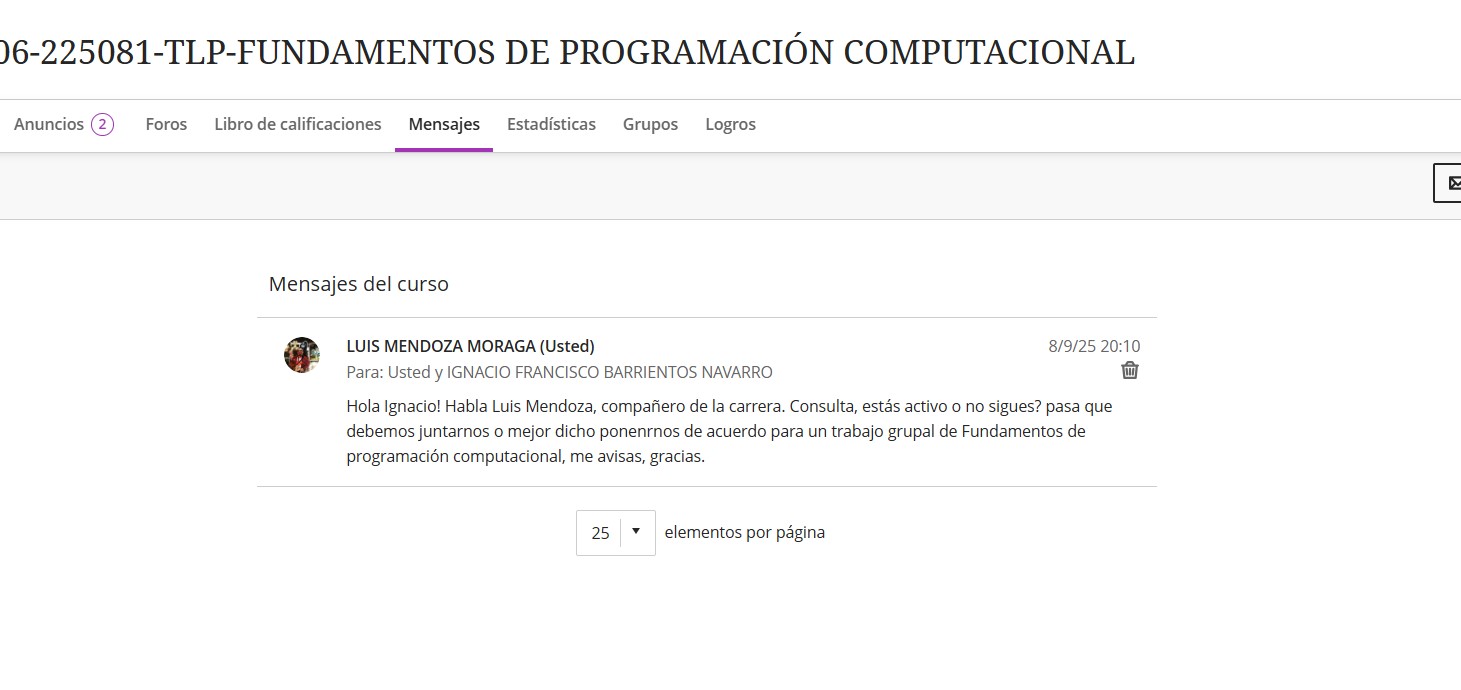 06-225081-TLP-FUNDAMENTOS DE PROGRAMACIÓN COMPUTACIONAL
Anuncios 2 Foros Libro de calificaciones Mensajes Estadísticas Grupos Logros
Mensajes del curso
LUIS MENDOZA MORAGA (Usted) 8/9/25 20:10
Para: Usted y IGNACIO FRANCISCO BARRIENTOS NAVARRO
Hola Ignacio! Habla Luis Mendoza, compañero de la carrera. Consulta, estás activo o no sigues? pasa que
debemos juntarnos o mejor dicho ponenrnos de acuerdo para un trabajo grupal de Fundamentos de
programación computacional, me avisas, gracias.
25 elementos por página